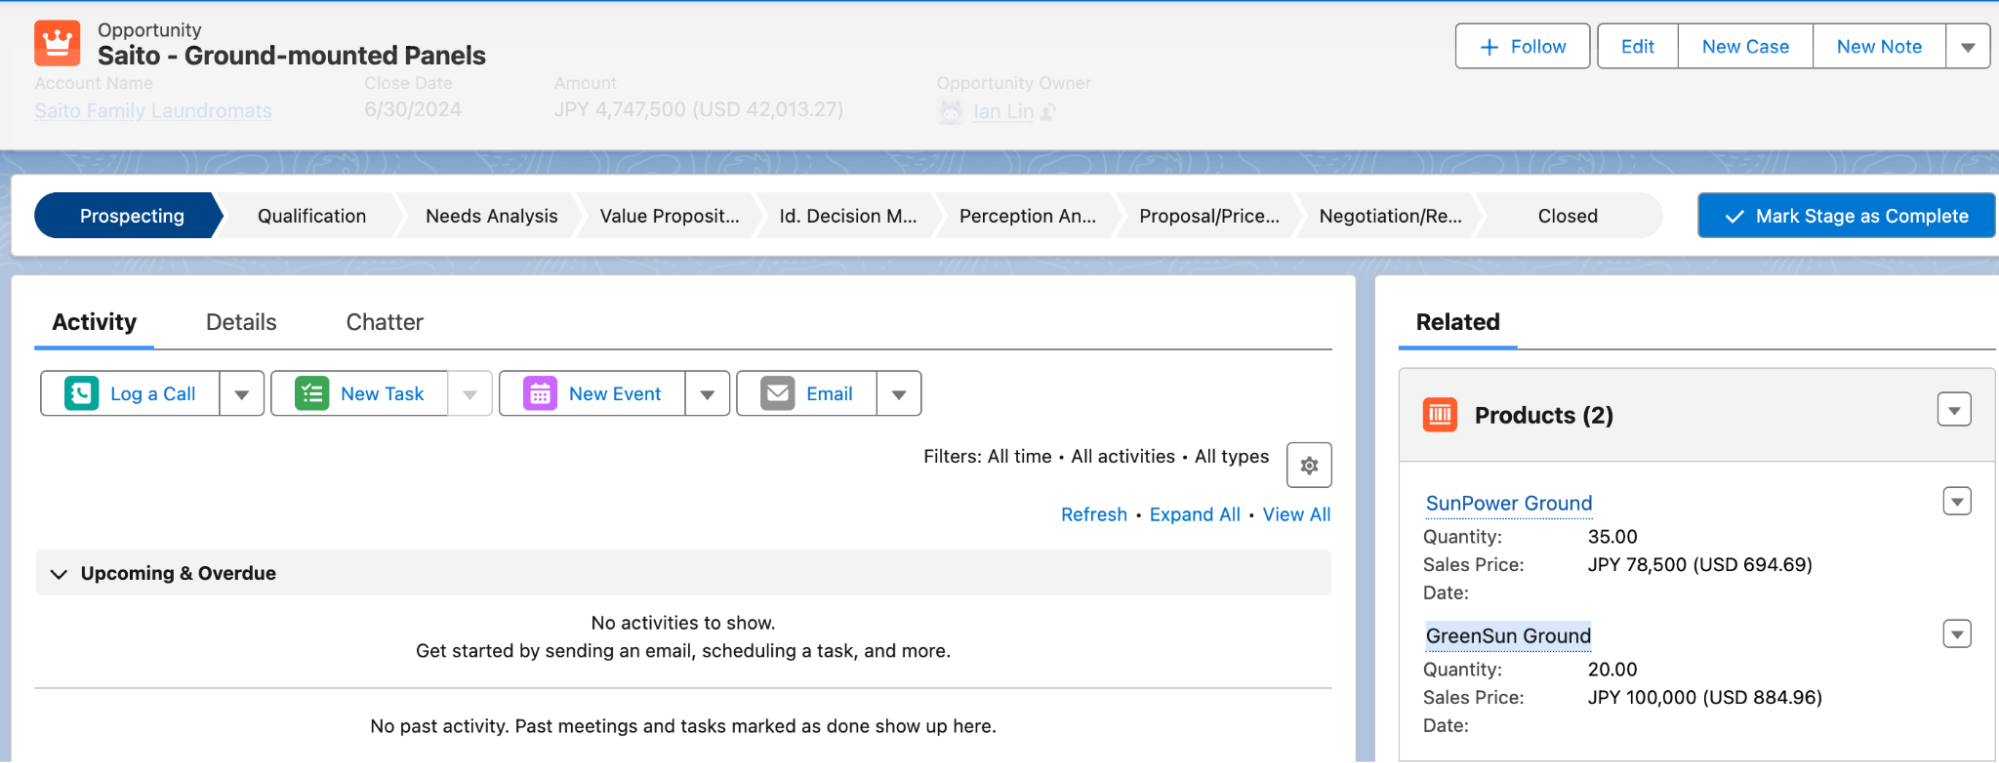 Opportunity
Saito - Ground-mounted Panels
Follow
Edit
New Case
New Note
Account Name
Close Date
Amount
Opportunity Owner
Saito Family Laundromats
6/30/2024
JPY 4,747,500 (USD 42,013.27)
Ian Lin
Prospecting
Qualification
Needs Analysis
Value Proposit...
Id. Decision M...
Perception An...
Proposal/Price...
Negotiation/Re...
Closed
Mark Stage as Complete
Activity
Details
Chatter
Log a Call
New Task
New Event
Email
Filters: All time • All activities • All types
Refresh • Expand All • View All
Upcoming & Overdue
No activities to show.
Get started by sending an email, scheduling a task, and more.
No past activity. Past meetings and tasks marked as done show up here.
Related
Products (2)
SunPower Ground
Quantity: 35.00
Sales Price: JPY 78,500 (USD 694.69)
Date:
GreenSun Ground
Quantity: 20.00
Sales Price: JPY 100,000 (USD 884.96)
Date: